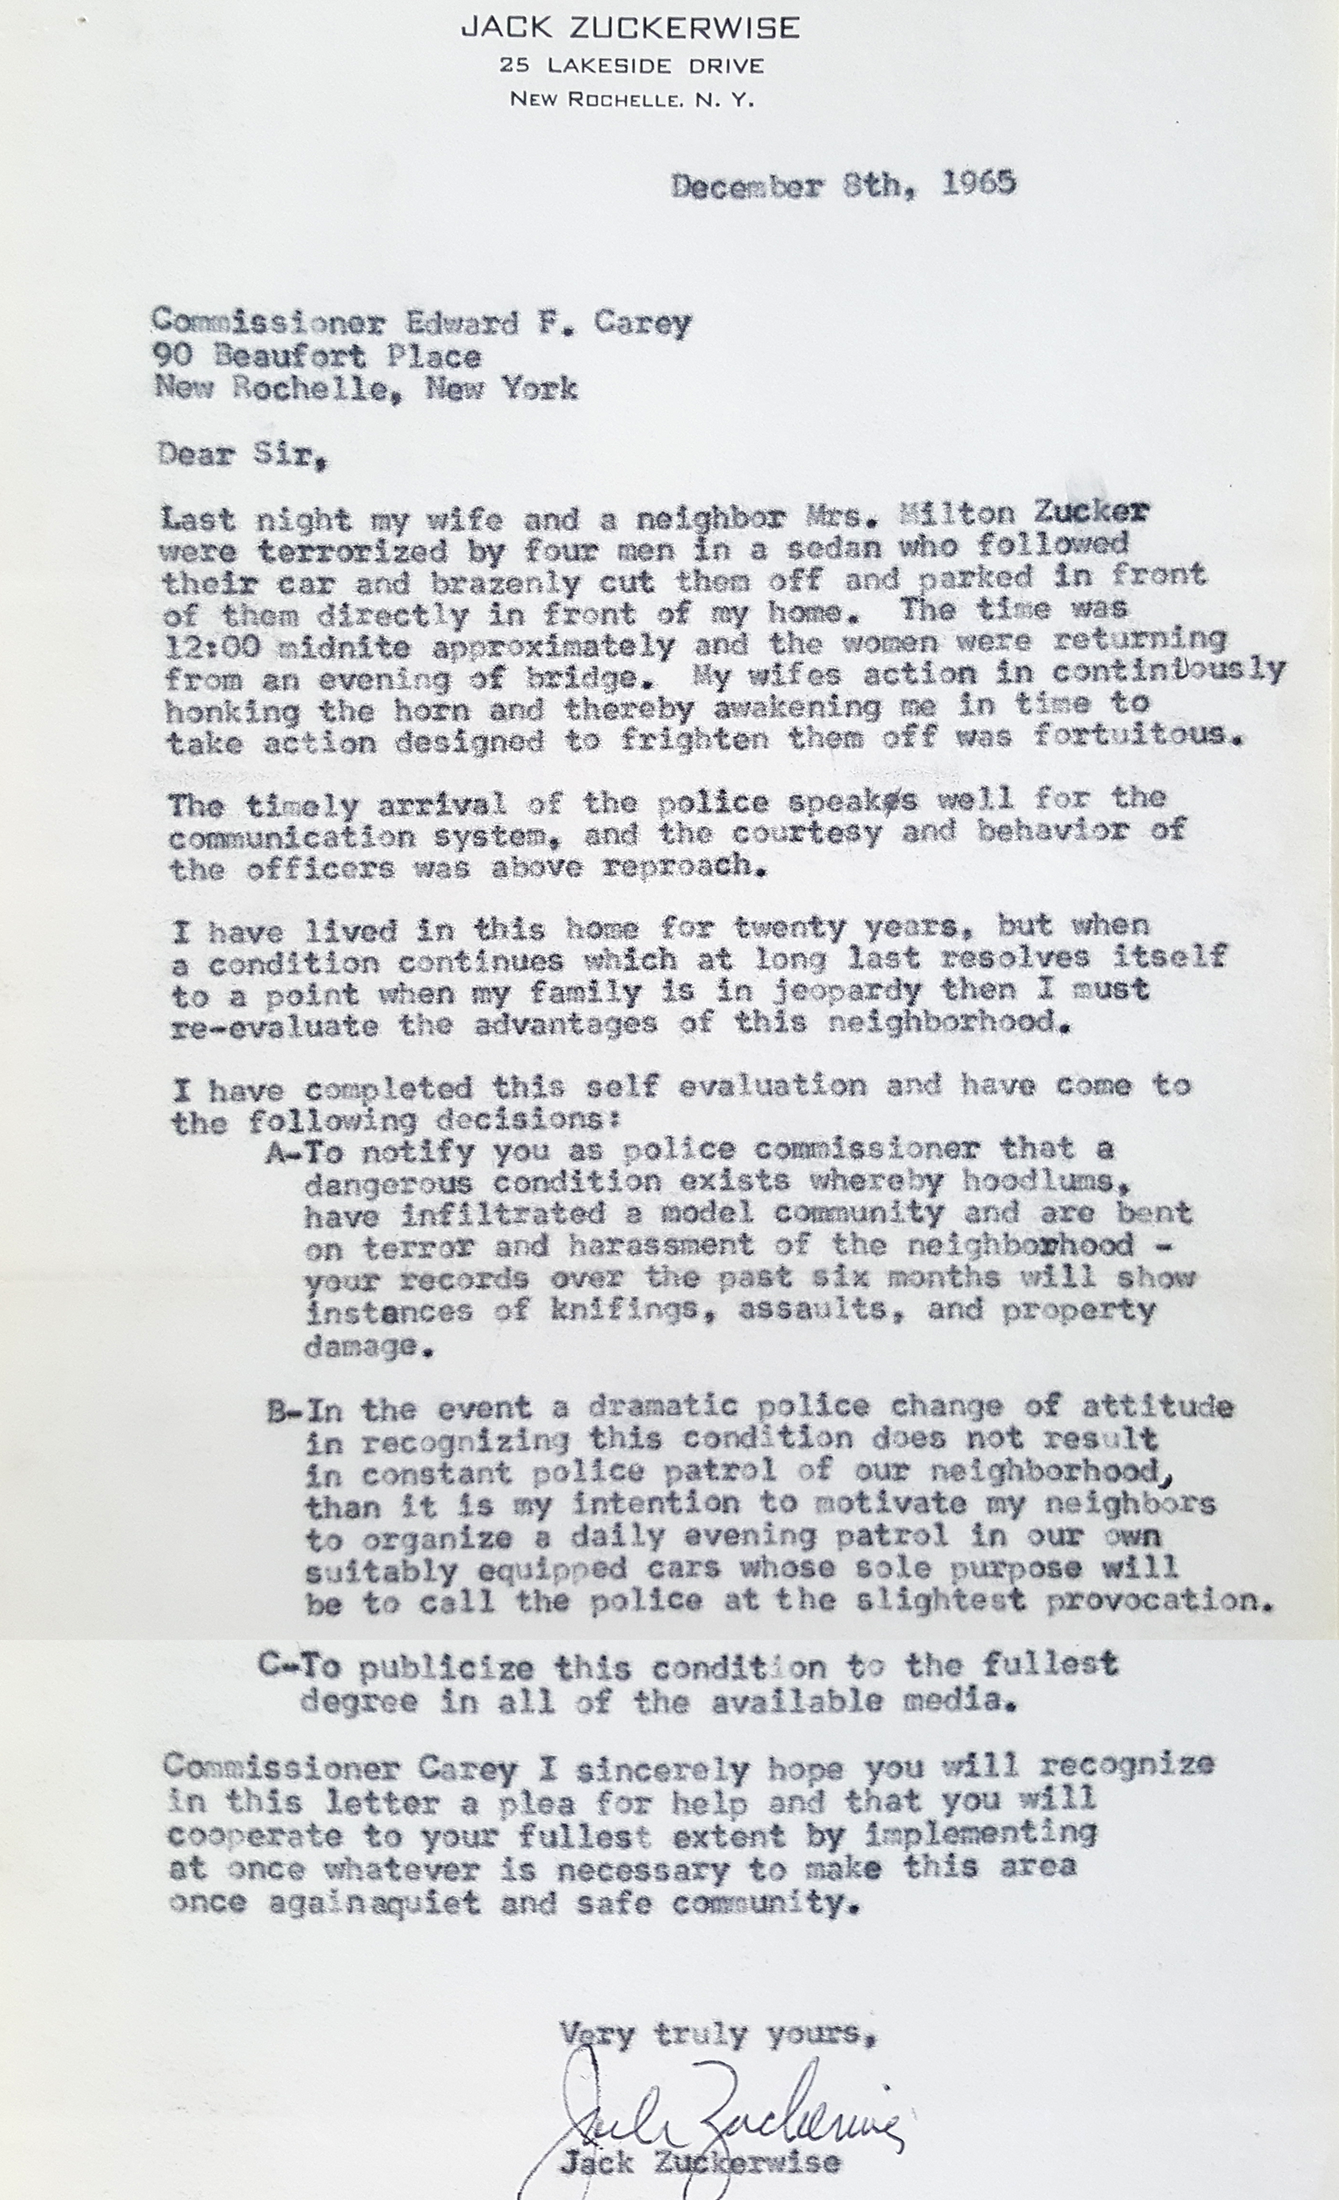 JACK ZUCKERWISE
25 LAKESIDE DRIVE
NEW ROCHELLE. N. Y.
December 8th, 1965
Commissioner Edward F. Carey
90 Beaufort Place
New Rochelle, New York
Dear Sir,
Last night my wife and a neighbor Mrs. Milton Zucker
were terrorized by four men in a sedan who followed
their car and brazenly cut them off and parked in front
of them directly in front of my home. The time was
12:00 midnite approximately and the women were returning
from an evening of bridge. My wifes action in continuously
honking the horn and thereby awakening me in time to
take action designed to frighten them off was fortuitous.
The timely arrival of the police speaks well for the
communication system, and the courtesy and behavior of
the officers was above reproach.
I have lived in this home for twenty years, but when
a condition continues which at long last resolves itself
to a point when my family is in jeopardy then I must
re-evaluate the advantages of this neighborhood.
I have completed this self evaluation and have come to
the following decisions:
A-To notify you as police commissioner that a
dangerous condition exists whereby hoodlums,
have infiltrated a model community and are bent
on terror and harassment of the neighborhood -
your records over the past six months will show
instances of knifings, assaults, and property
damage.
B-In the event a dramatic police change of attitude
in recognizing this condition does not result
in constant police patrol of our neighborhood,
than it is my intention to motivate my neighbors
to organize a daily evening patrol in our own
suitably equipped cars whose sole purpose will
be to call the police at the slightest provocation.
C-To publicize this condition to the fullest
degree in all of the available media.
Commissioner Carey I sincerely hope you will recognize
in this letter a plea for help and that you will
cooperate to your fullest extent by implementing
at once whatever is necessary to make this area
once againaquiet and safe community.
Very truly yours,
Jack Zuckerwise
Jack Zuckerwise